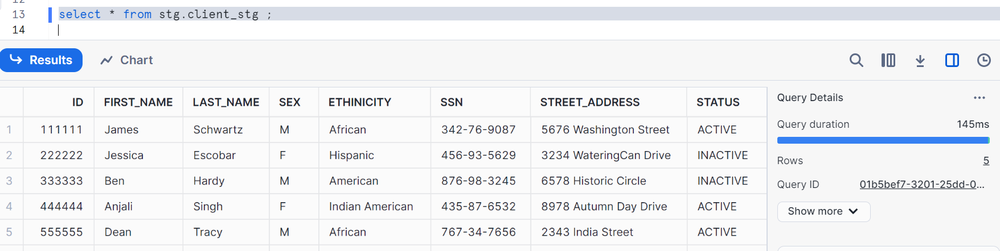 12
13 select * from stg.client_stg ;
14
Results Chart
ID FIRST_NAME LAST_NAME SEX ETHINICITY SSN STREET_ADDRESS STATUS
1 111111 James Schwartz M African 342-76-9087 5676 Washington Street ACTIVE
2 222222 Jessica Escobar F Hispanic 456-93-5629 3234 WateringCan Drive INACTIVE
3 333333 Ben Hardy M American 876-98-3245 6578 Historic Circle INACTIVE
4 444444 Anjali Singh F Indian American 435-87-6532 8978 Autumn Day Drive ACTIVE
5 555555 Dean Tracy M African 767-34-7656 2343 India Street ACTIVE
Query Details ...
Query duration 145ms
Rows 5
Query ID 01b5bef7-3201-25dd-0...
Show more